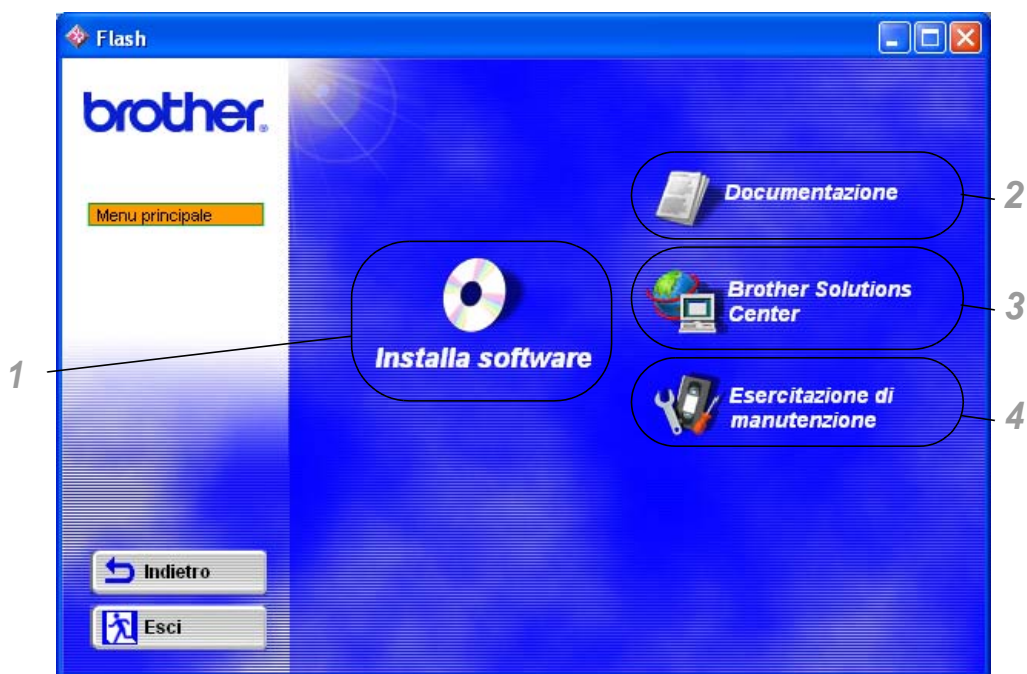 Flash
brother®
Menu principale
1
Installa software
Documentazione
2
Brother Solutions
Center
3
Esercitazione di
manutenzione
4
Indietro
Esci